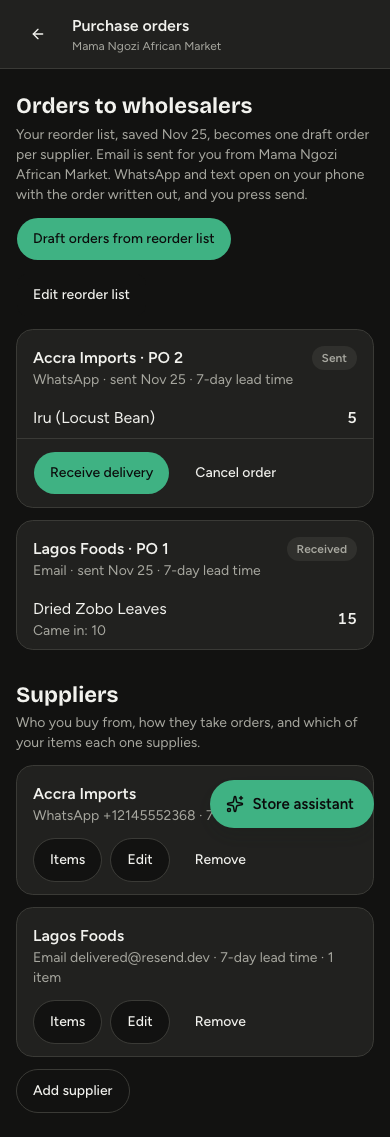 Purchase orders
Mama Ngozi African Market
Orders to wholesalers
Your reorder list, saved Nov 25, becomes one draft order
per supplier. Email is sent for you from Mama Ngozi
African Market. WhatsApp and text open on your phone
with the order written out, and you press send.
Draft orders from reorder list
Edit reorder list
Accra Imports · PO 2
Sent
WhatsApp · sent Nov 25 · 7-day lead time
Iru (Locust Bean)
5
Receive delivery
Cancel order
Lagos Foods · PO 1
Received
Email · sent Nov 25 · 7-day lead time
Dried Zobo Leaves
15
Came in: 10
Suppliers
Who you buy from, how they take orders, and which of
your items each one supplies.
Accra Imports
Store assistant
WhatsApp +12145552368 · 7
Items
Edit
Remove
Lagos Foods
Email delivered@resend.dev · 7-day lead time · 1
item
Items
Edit
Remove
Add supplier